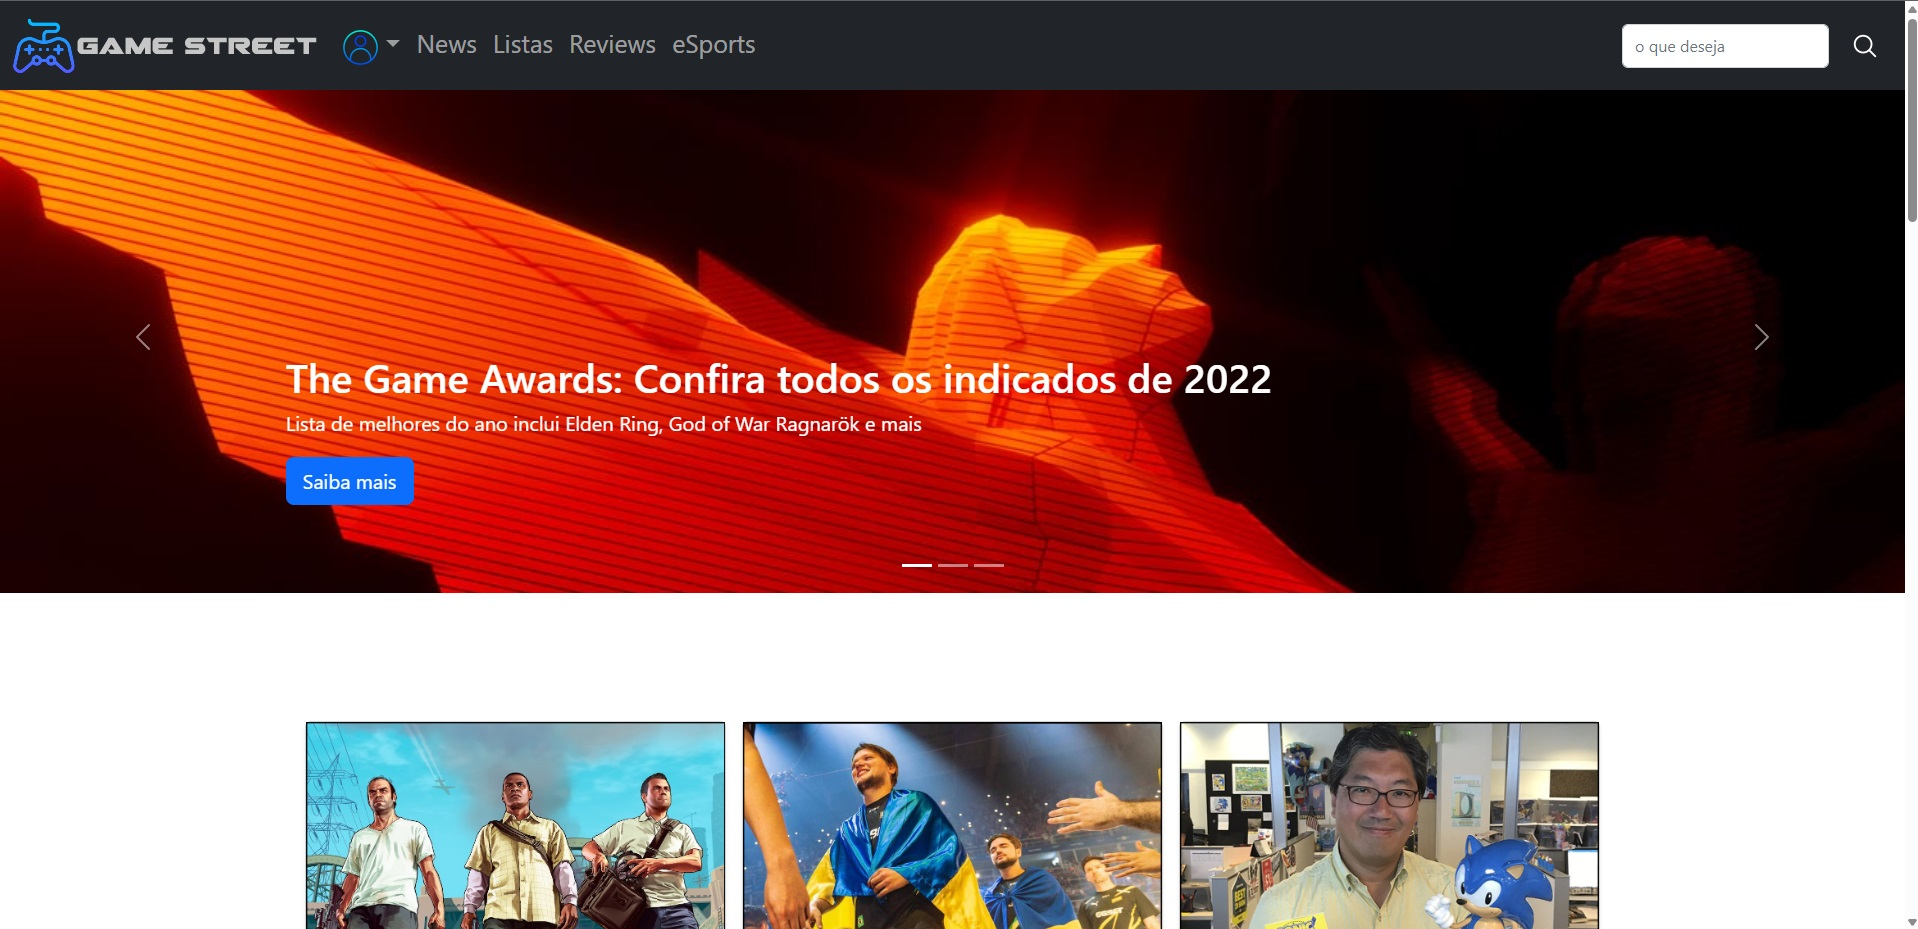 GAME STREET
News Listas Reviews eSports
o que deseja
The Game Awards: Confira todos os indicados de 2022
Lista de melhores do ano inclui Elden Ring, God of War Ragnarök e mais
Saiba mais